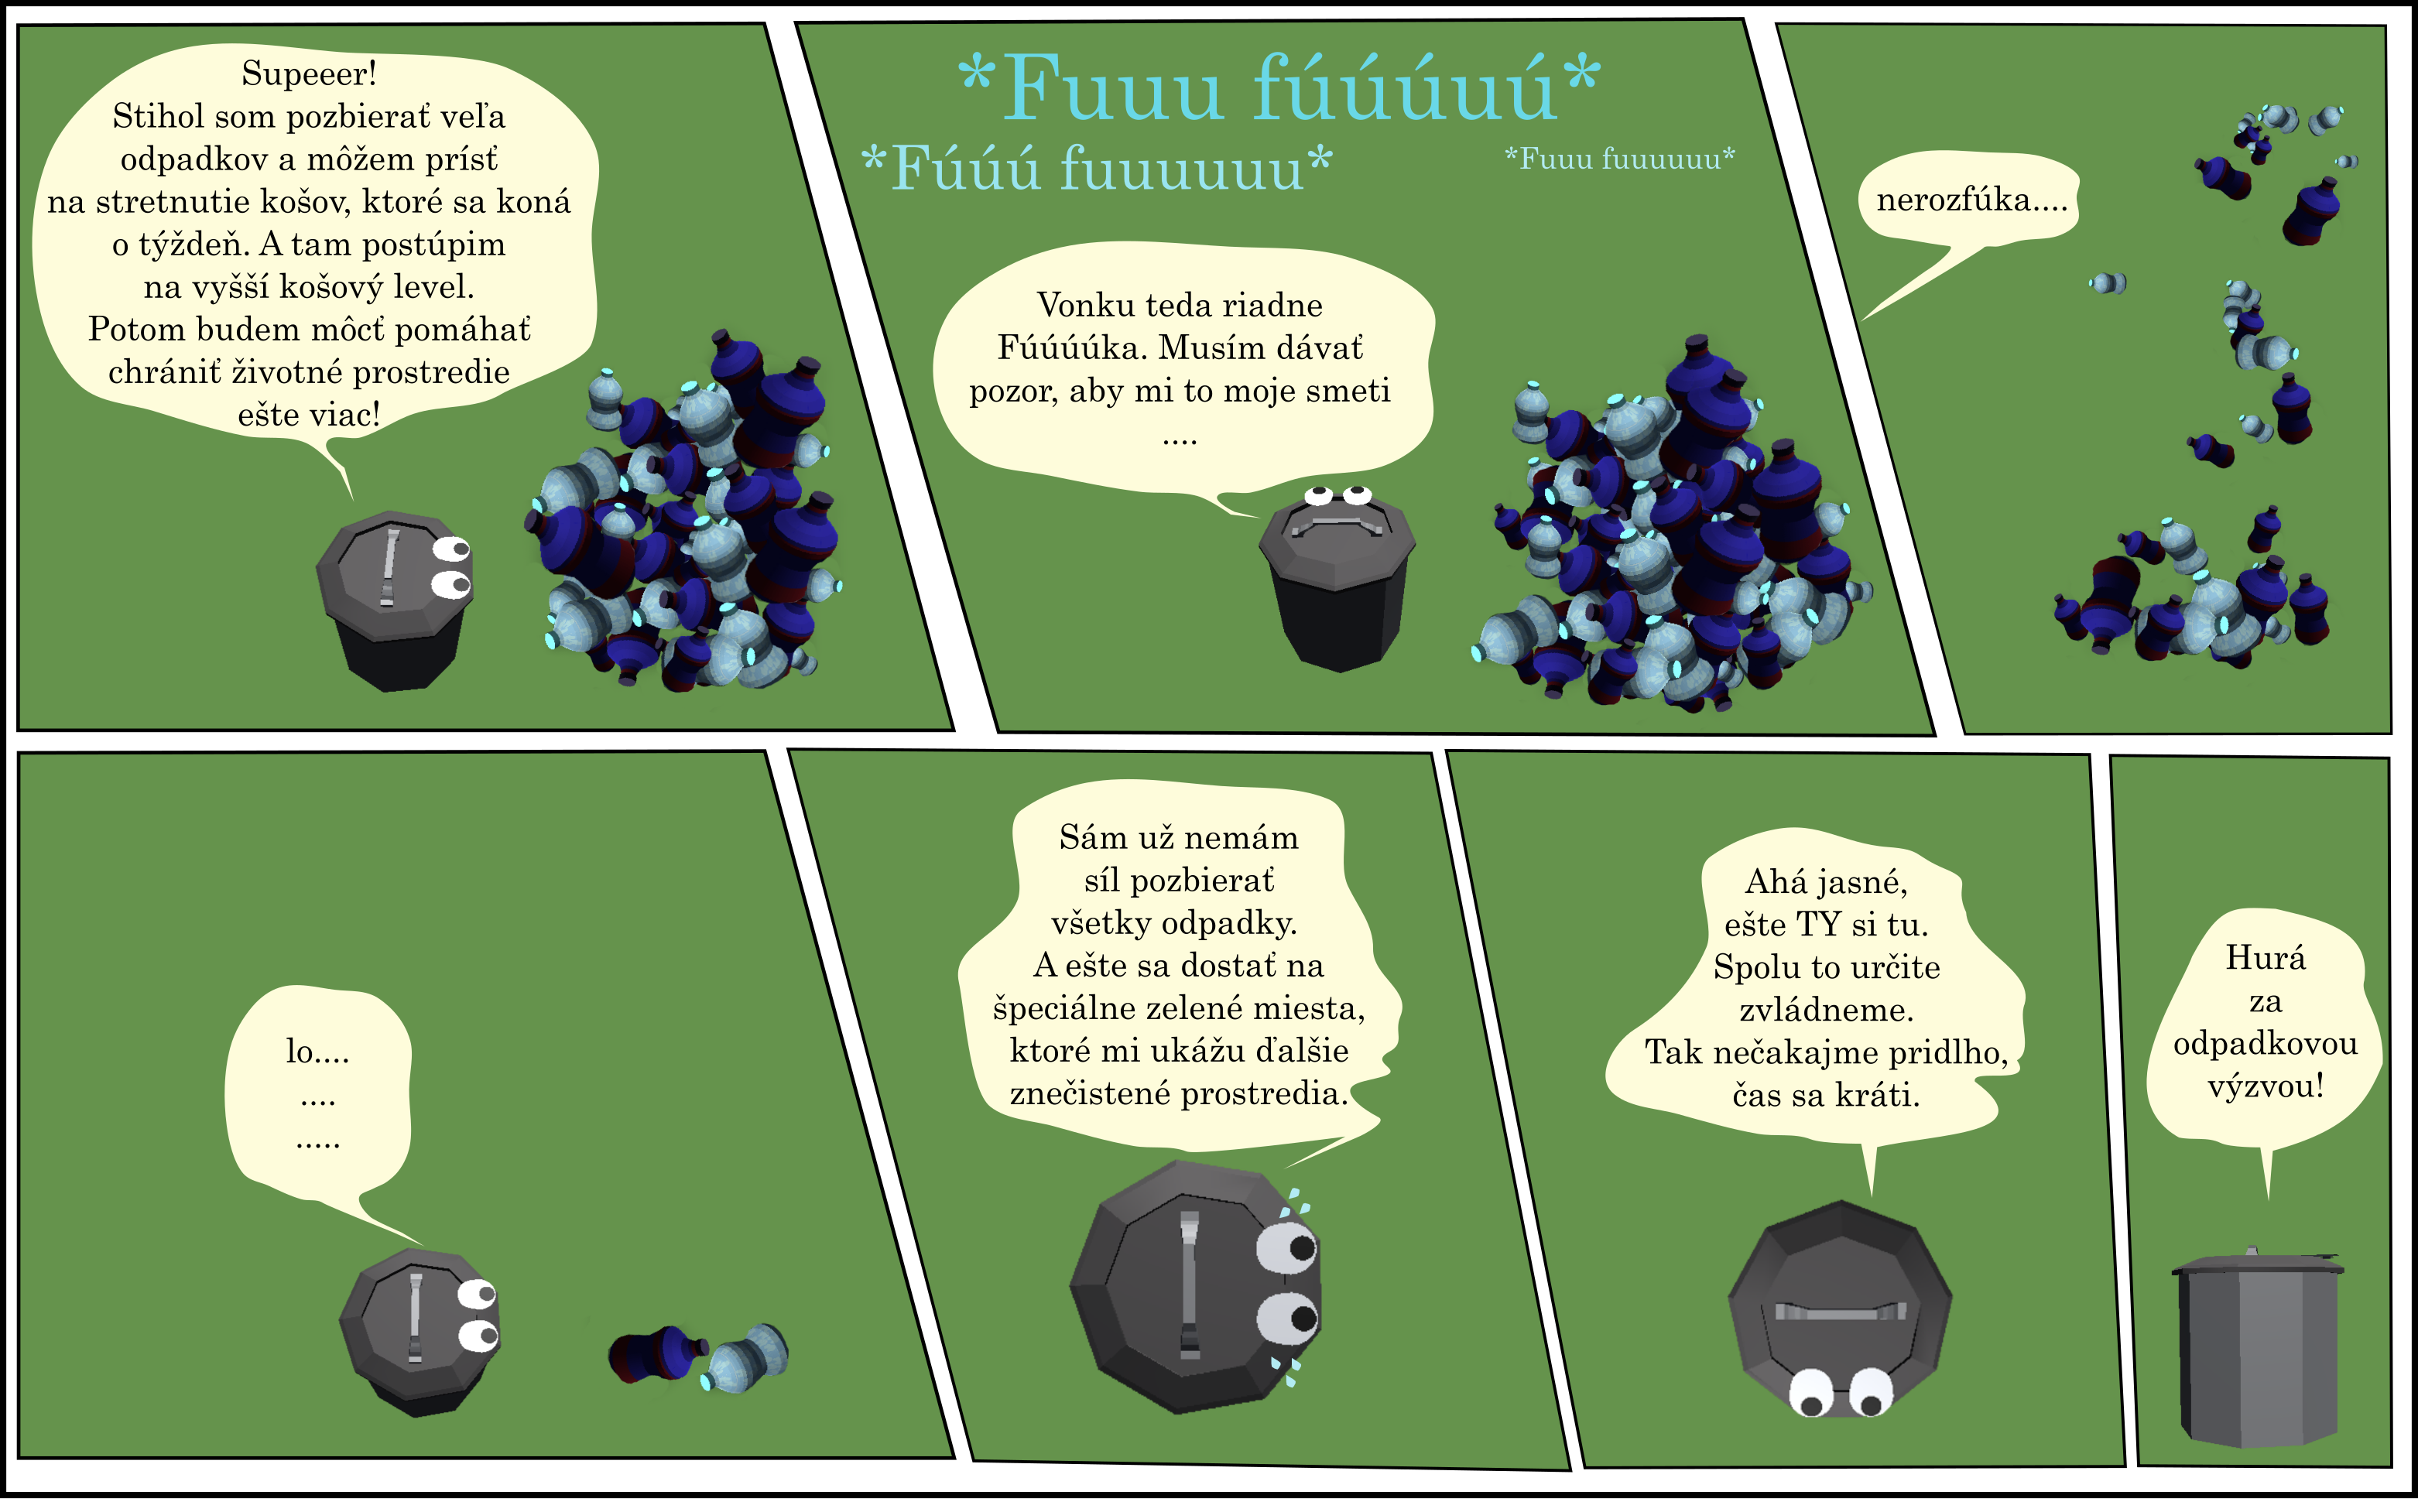 Supeeer!
Stihol som pozbierať veľa
odpadkov a môžem prísť
na stretnutie košov, ktoré sa koná
o týždeň. A tam postúpim
na vyšší košový level.
Potom budem môcť pomáhať
chrániť životné prostredie
ešte viac!
*Fuuu fúúúuú*
*Fúúú fuuuuuu*
*Fuuu fuuuuuu*
Vonku teda riadne
Fúúúúka. Musím dávať
pozor, aby mi to moje smeti
....
nerozfúka....
lo....
....
.....
Sám už nemám
síl pozbierať
všetky odpadky.
A ešte sa dostať na
špeciálne zelené miesta,
ktoré mi ukážu ďalšie
znečistené prostredia.
Ahá jasné,
ešte TY si tu.
Spolu to určite
zvládneme.
Tak nečakajme pridlho,
čas sa kráti.
Hurá
za
odpadkovou
výzvou!